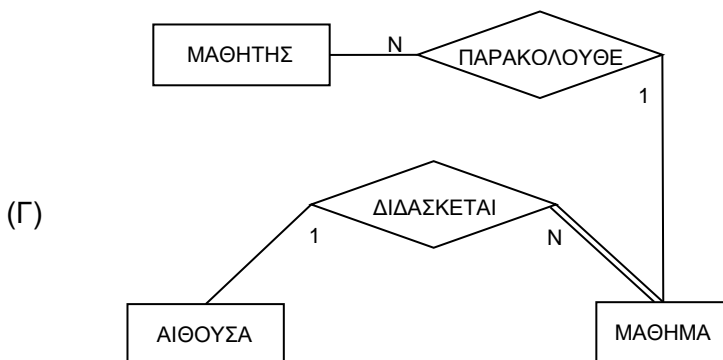 ΜΑΘΗΤΗΣ
N
ΠΑΡΑΚΟΛΟΥΘΕ
1
(Γ)
ΔΙΔΑΣΚΕΤΑΙ
1
N
ΑΙΘΟΥΣΑ
ΜΑΘΗΜΑ